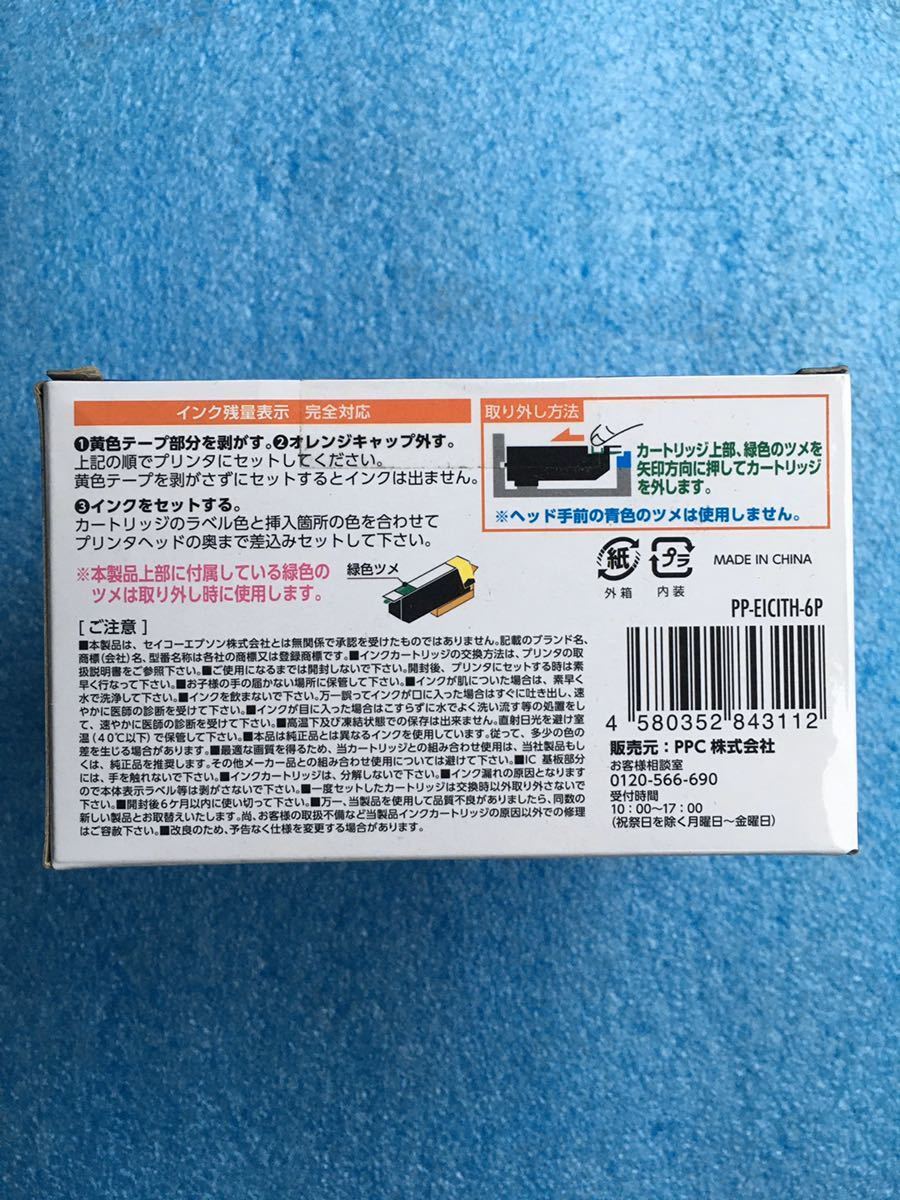 インク残量表示 完全対応
❶黄色テープ部分を剥がす。❷オレンジキャップ外す。
上記の順でプリンタにセットしてください。
黄色テープを剥がさずにセットするとインクは出ません。
❸インクをセットする。
カートリッジのラベル色と挿入箇所の色を合わせて
プリンタヘッドの奥まで差込みセットして下さい。
※本製品上部に付属している緑色の
ツメは取り外し時に使用します。
緑色ツメ
取り外し方法
カートリッジ上部、緑色のツメを
矢印方向に押してカートリッジ
を外します。
※ヘッド手前の青色のツメは使用しません。
紙
外箱
プラ
内装
MADE IN CHINA
[ご注意]
■本製品は、セイコーエプソン株式会社とは無関係で承認を受けたものではありません。記載のブランド名、
商標(会社)名、型番名称は各社の商標又は登録商標です。■インクカートリッジの交換方法は、プリンタの取
扱説明書をご参照下さい。■ご使用になるまでは開封しないで下さい。開封後、プリンタにセットする時は素
早く行なって下さい。■お子様の手の届かない場所に保管して下さい。■インクが肌についた場合は、素早く
水で洗浄して下さい。■インクを飲まないで下さい。万一誤ってインクが口に入った場合はすぐに吐き出し、速
やかに医師の診断を受けて下さい。■インクが目に入った場合はこすらずに水でよく洗い流す等の処置をし
て、速やかに医師の診断を受けて下さい。■高温下及び凍結状態での保存は出来ません。直射日光を避け室
温(40℃以下)で保管して下さい。■本品は純正品とは異なるインクを使用しています。従って、多少の色の
差を生じる場合があります。■最適な画質を得るため、当カートリッジとの組み合わせ使用は、当社製品もし
くは、純正品を推奨します。その他メーカー品との組み合わせ使用については避けて下さい。■IC 基板部分
には、手を触れないで下さい。■インクカートリッジは、分解しないで下さい。■インク漏れの原因となります
ので本体表示ラベル等は剥がさないで下さい。■一度セットしたカートリッジは交換時以外取り外さないで
下さい。■開封後6ケ月以内に使い切って下さい。■万一、当製品を使用して品質不良がありましたら、同数の
新しい製品とお取替えいたします。尚、お客様の取扱不備など当製品インクカートリッジの原因以外での修理
はご容赦下さい。■改良のため、予告なく仕様を変更する場合があります。
PP-EIC1TH-6P
4 580352 843112
販売元：PPC 株式会社
お客様相談室
0120-566-690
受付時間
10：00～17：00
(祝祭日を除く月曜日～金曜日)